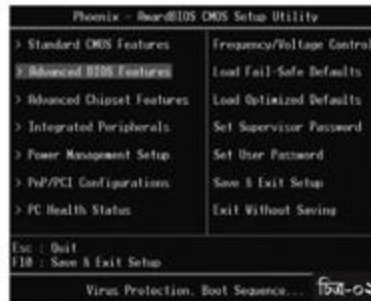 Phoenix - AwardBIOS CMOS Setup Utility
> Standard CMOS Features
> Advanced BIOS Features
> Advanced Chipset Features
> Integrated Peripherals
> Power Management Setup
> PnP/PCI Configurations
> PC Health Status
Frequency/Voltage Control
Load Fail-Safe Defaults
Load Optimized Defaults
Set Supervisor Password
Set User Password
Save & Exit Setup
Exit Without Saving
Esc : Quit
F10 : Save & Exit Setup
Virus Protection, Boot Sequence...
চিত্র-০১